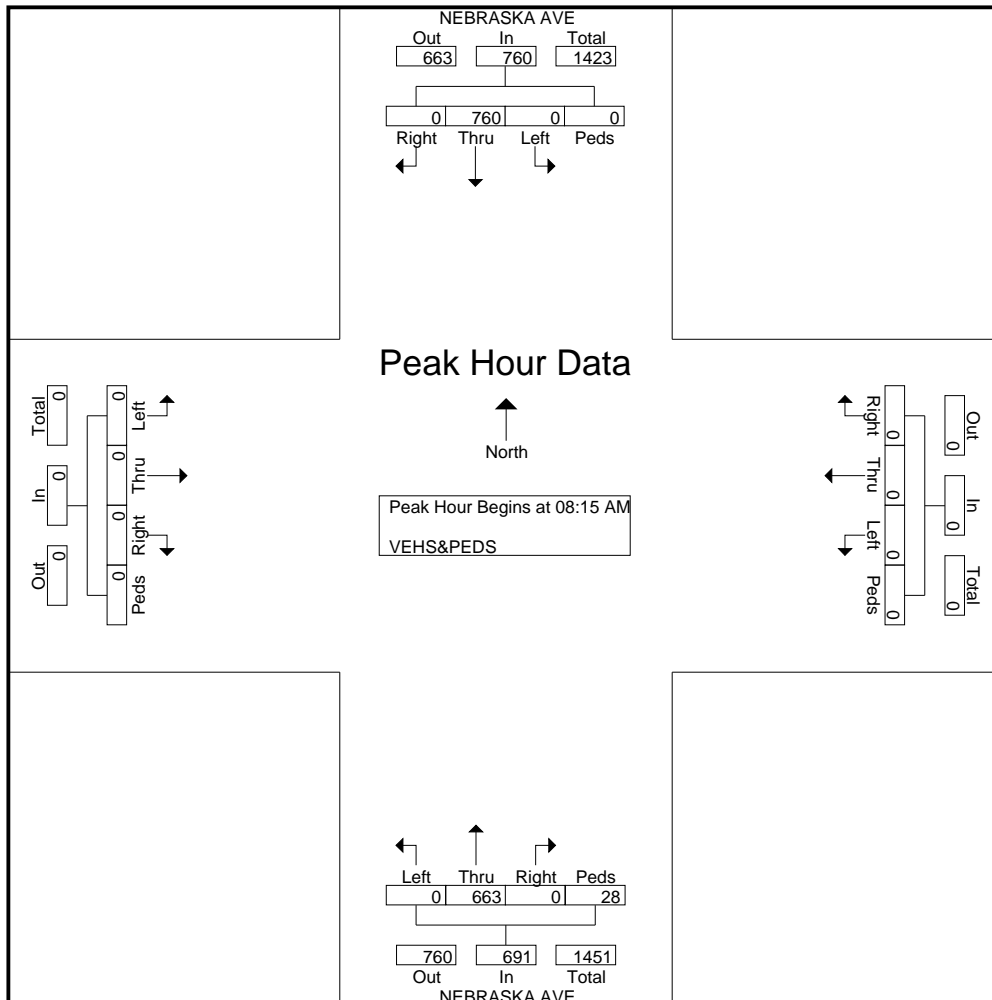 NEBRASKA AVE
Out In Total
663 760 1423
0 760 0 0
Right Thru Left Peds
Peak Hour Data
North
Peak Hour Begins at 08:15 AM
VEHS&PEDS
Total In Out
0 0 0
0 0 0 0
Left Thru Right Peds
Right Thru Left Peds
0 0 0 0
Out In Total
0 0 0
Left Thru Right Peds
0 663 0 28
760 691 1451
Out In Total
NEBRASKA AVE